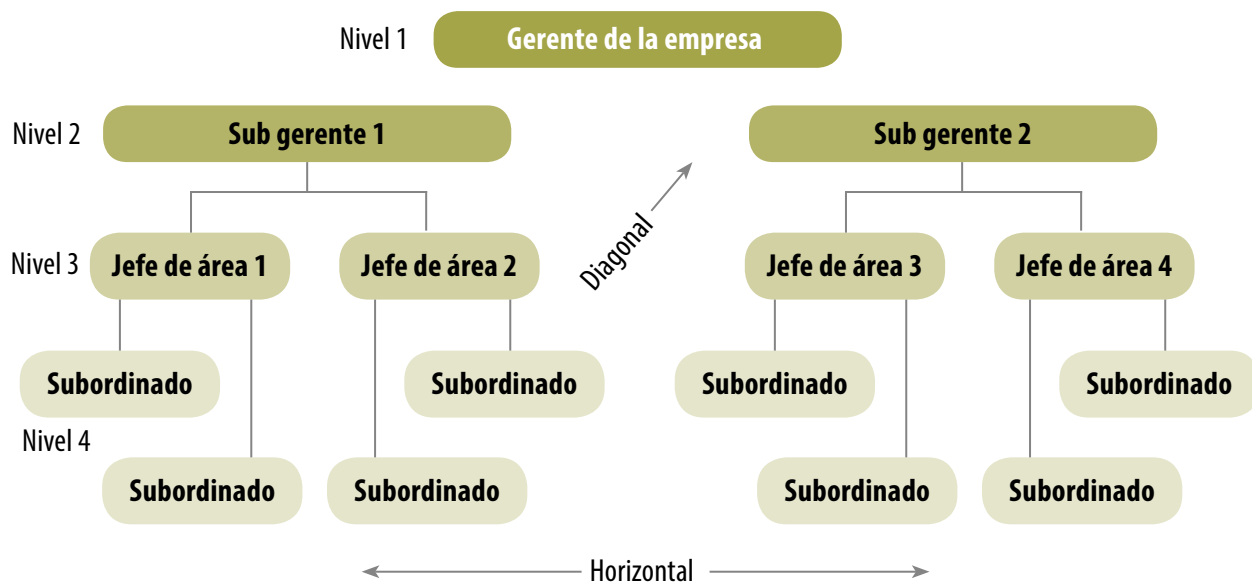 Nivel 1
Gerente de la empresa
Nivel 2
Sub gerente 1
Sub gerente 2
Diagonal
Nivel 3
Jefe de área 1
Jefe de área 2
Jefe de área 3
Jefe de área 4
Subordinado
Subordinado
Subordinado
Subordinado
Nivel 4
Subordinado
Subordinado
Subordinado
Subordinado
Horizontal